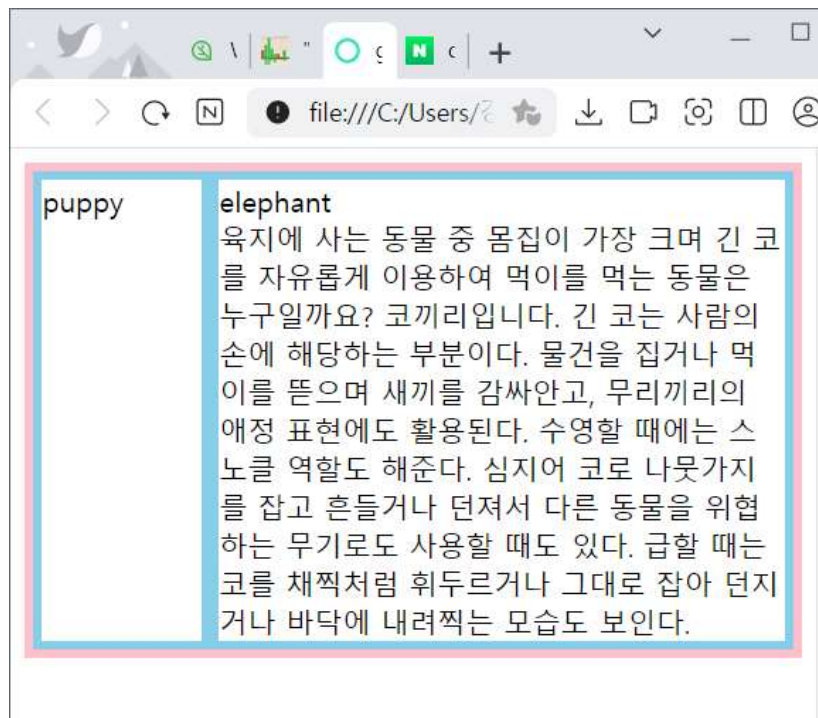 file:///C:/Users/
puppy
elephant
육지에 사는 동물 중 몸집이 가장 크며 긴 코
를 자유롭게 이용하여 먹이를 먹는 동물은
누구일까요? 코끼리입니다. 긴 코는 사람의
손에 해당하는 부분이다. 물건을 집거나 먹
이를 뜯으며 새끼를 감싸안고, 무리끼리의
애정 표현에도 활용된다. 수영할 때에는 스
노클 역할도 해준다. 심지어 코로 나뭇가지
를 잡고 흔들거나 던져서 다른 동물을 위협
하는 무기로도 사용할 때도 있다. 급할 때는
코를 채찍처럼 휘두르거나 그대로 잡아 던지
거나 바닥에 내려찍는 모습도 보인다.